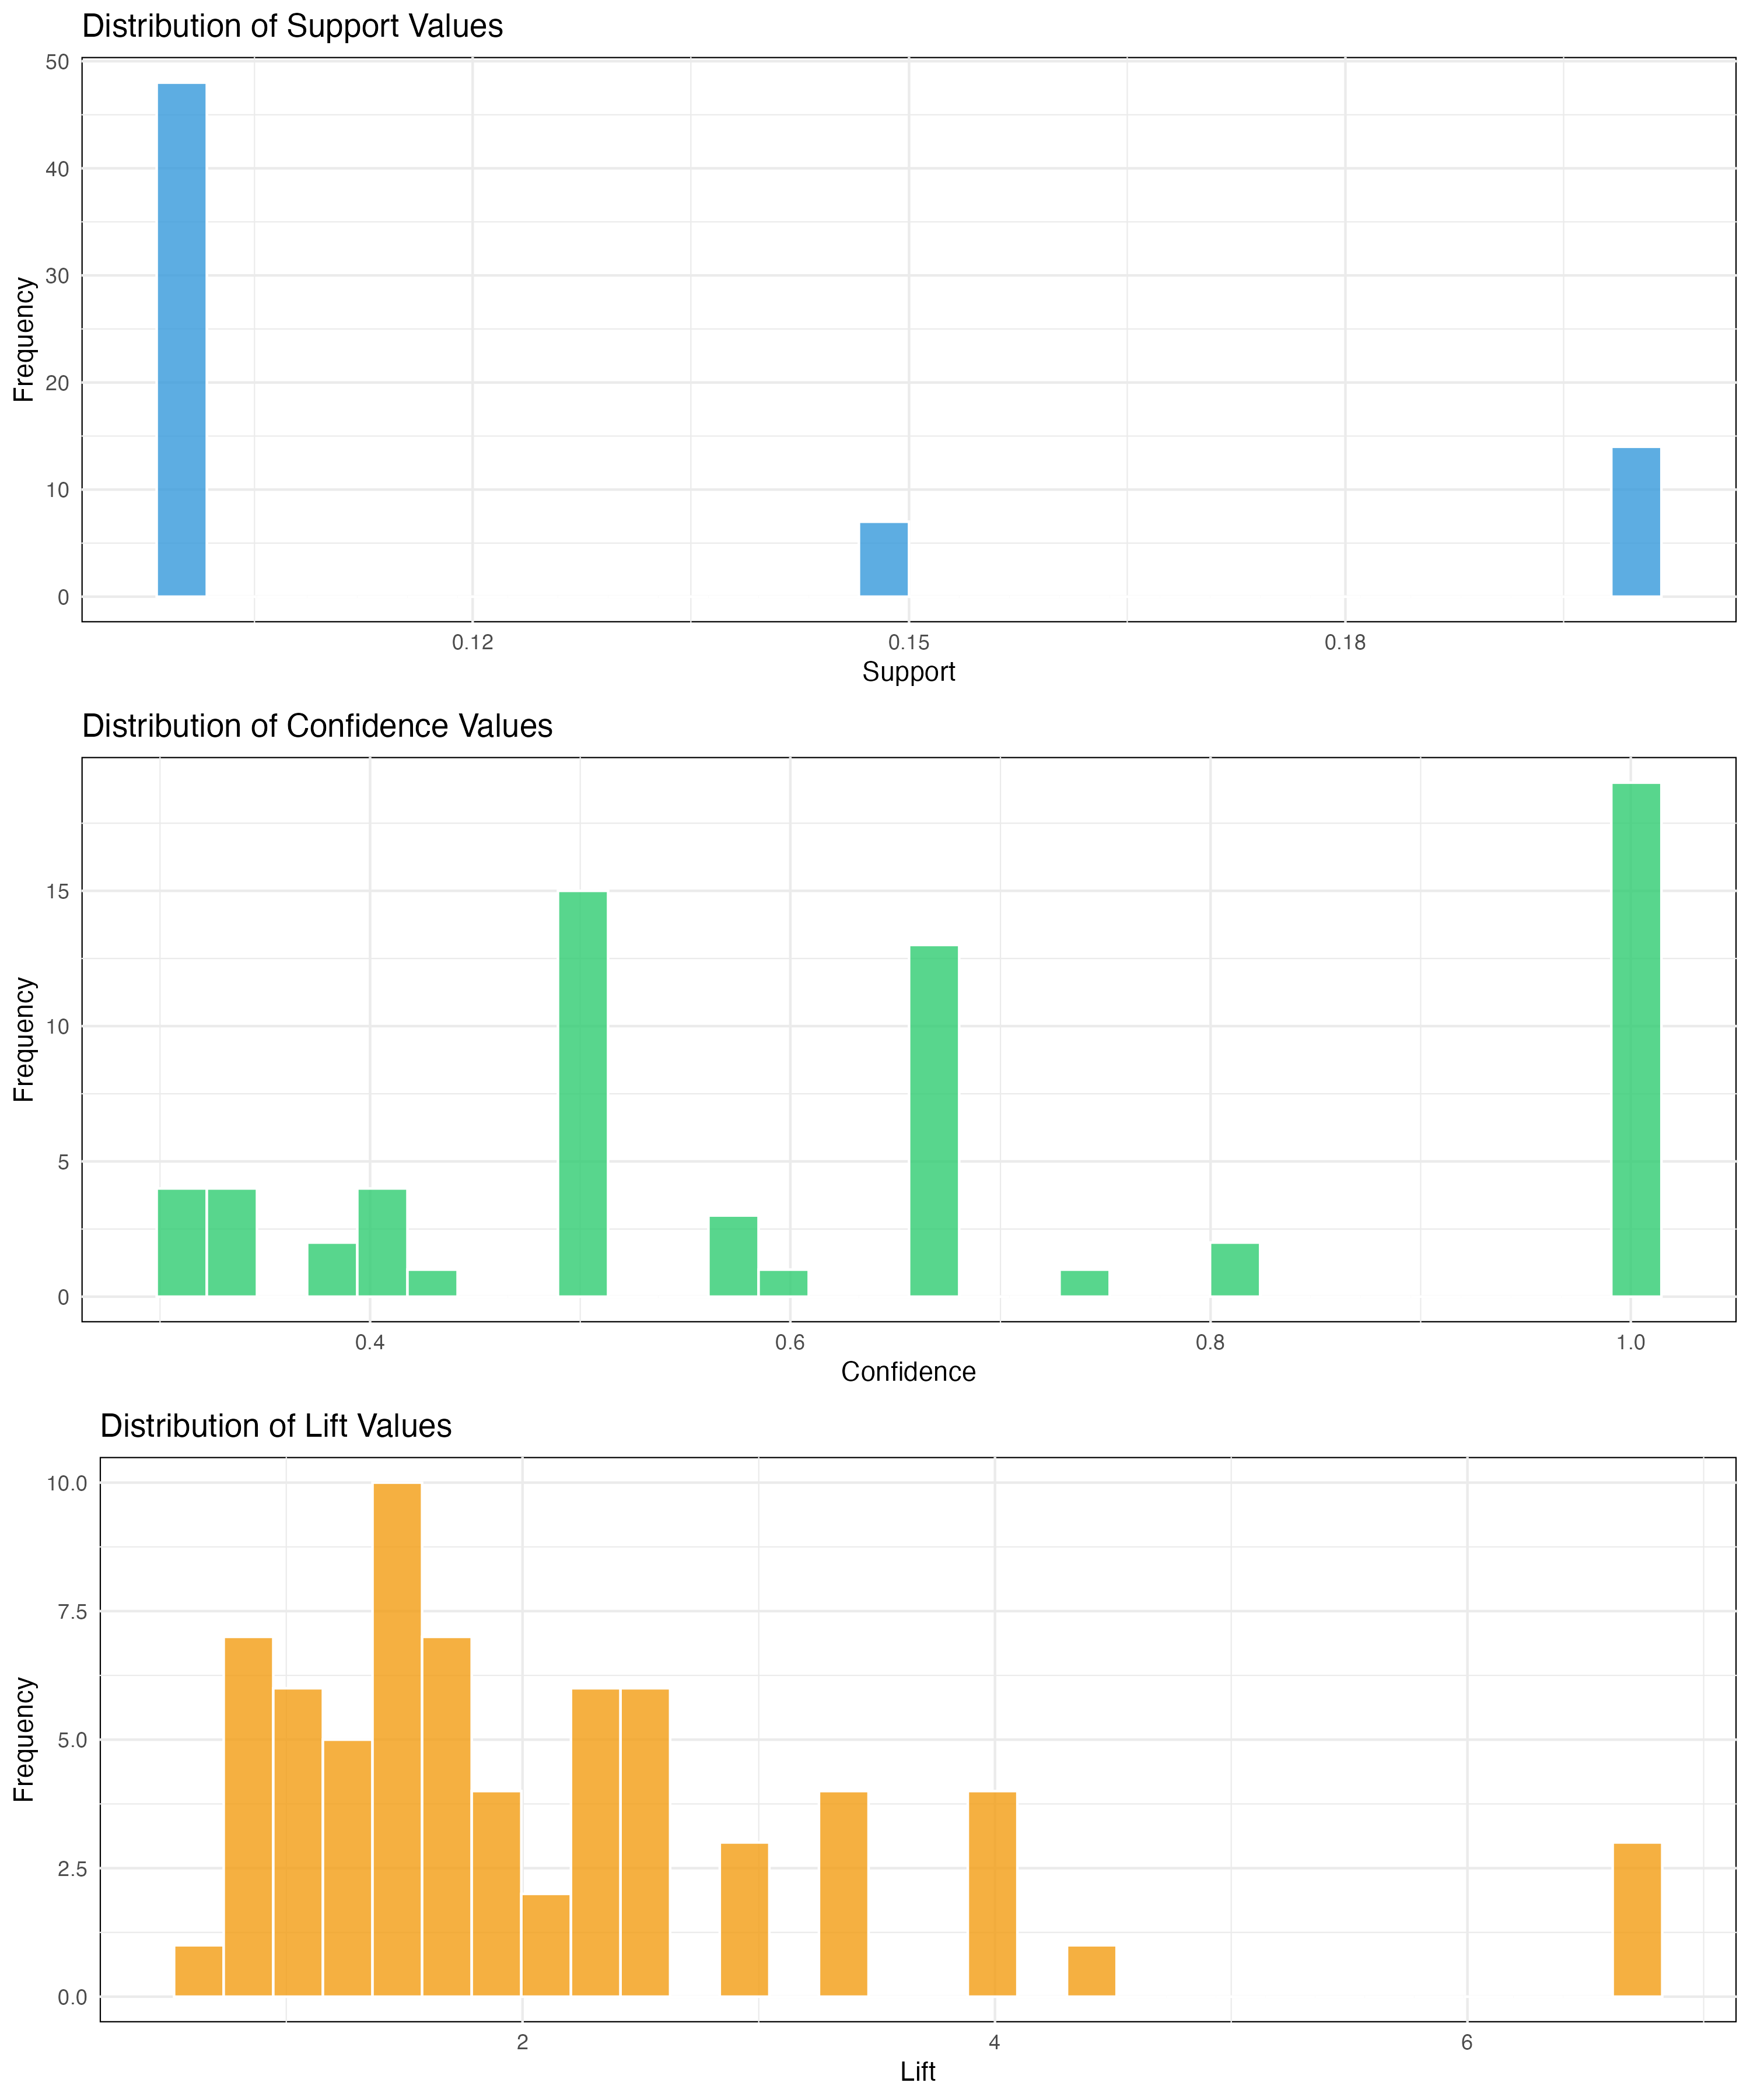 Distribution of Support Values
50
40
30
20
10
0
Frequency
0.12 0.15 0.18
Support
Distribution of Confidence Values
15
10
5
0
Frequency
0.4 0.6 0.8 1.0
Confidence
Distribution of Lift Values
10.0
7.5
5.0
2.5
0.0
Frequency
2 4 6
Lift